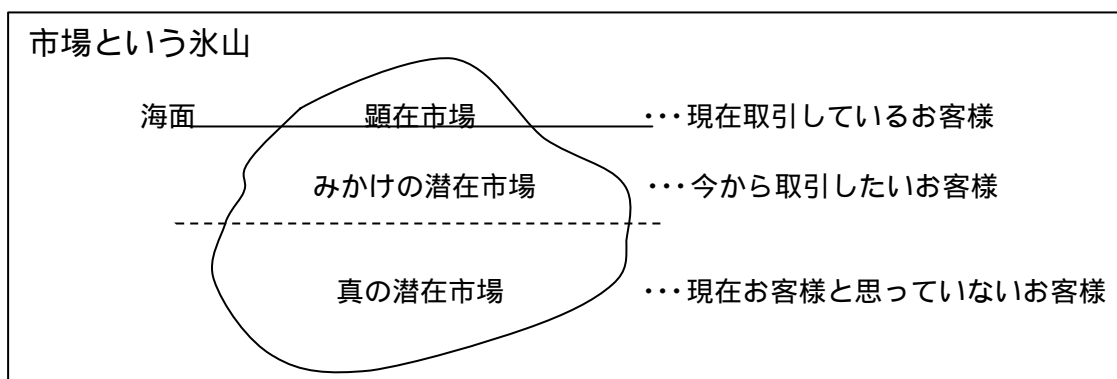 市場という氷山
海面 顕在市場 ･･･現在取引しているお客様
みかけの潜在市場 ･･･今から取引したいお客様
真の潜在市場 ･･･現在お客様と思っていないお客様